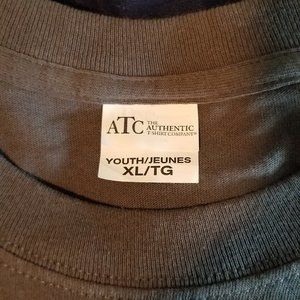 ATC THE
AUTHENTIC
T-SHIRT COMPANY®
YOUTH/JEUNES
XL/TG